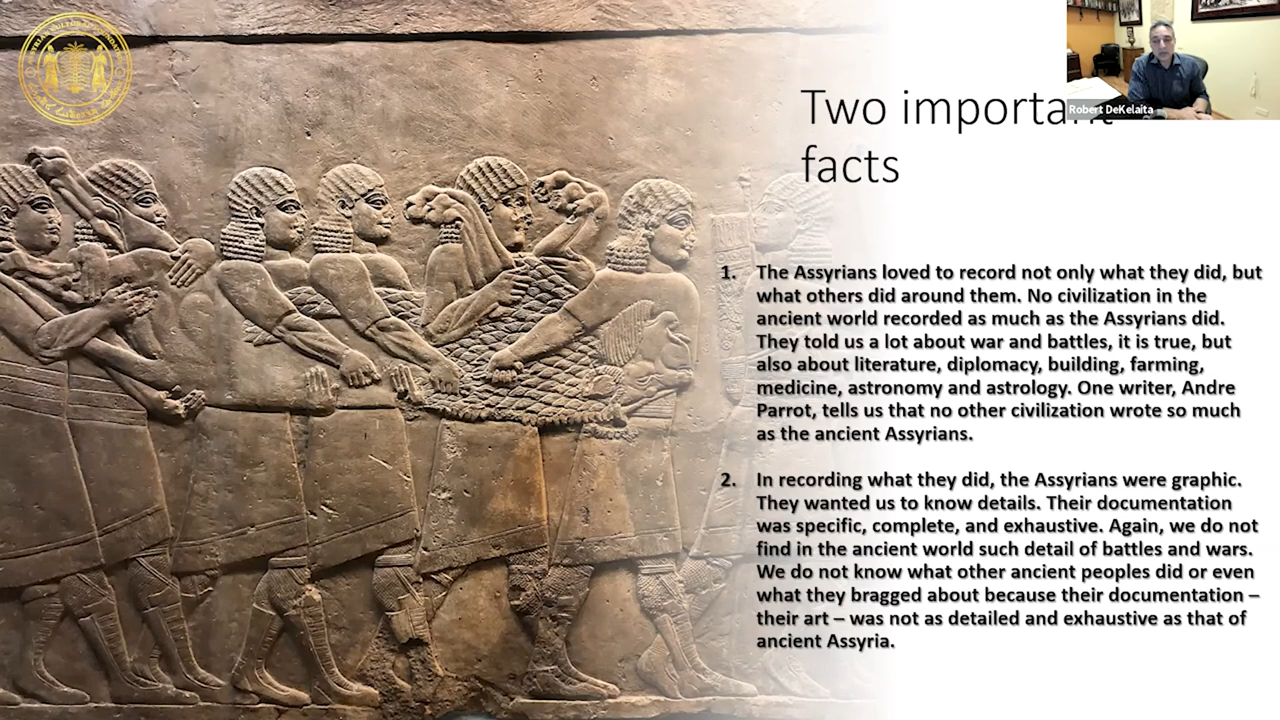 Robert DeKelaita
Two important
facts
1. The Assyrians loved to record not only what they did, but
what others did around them. No civilization in the
ancient world recorded as much as the Assyrians did.
They told us a lot about war and battles, it is true, but
also about literature, diplomacy, building, farming,
medicine, astronomy and astrology. One writer, Andre
Parrot, tells us that no other civilization wrote so much
as the ancient Assyrians.
2. In recording what they did, the Assyrians were graphic.
They wanted us to know details. Their documentation
was specific, complete, and exhaustive. Again, we do not
find in the ancient world such detail of battles and wars.
We do not know what other ancient peoples did or even
what they bragged about because their documentation –
their art – was not as detailed and exhaustive as that of
ancient Assyria.